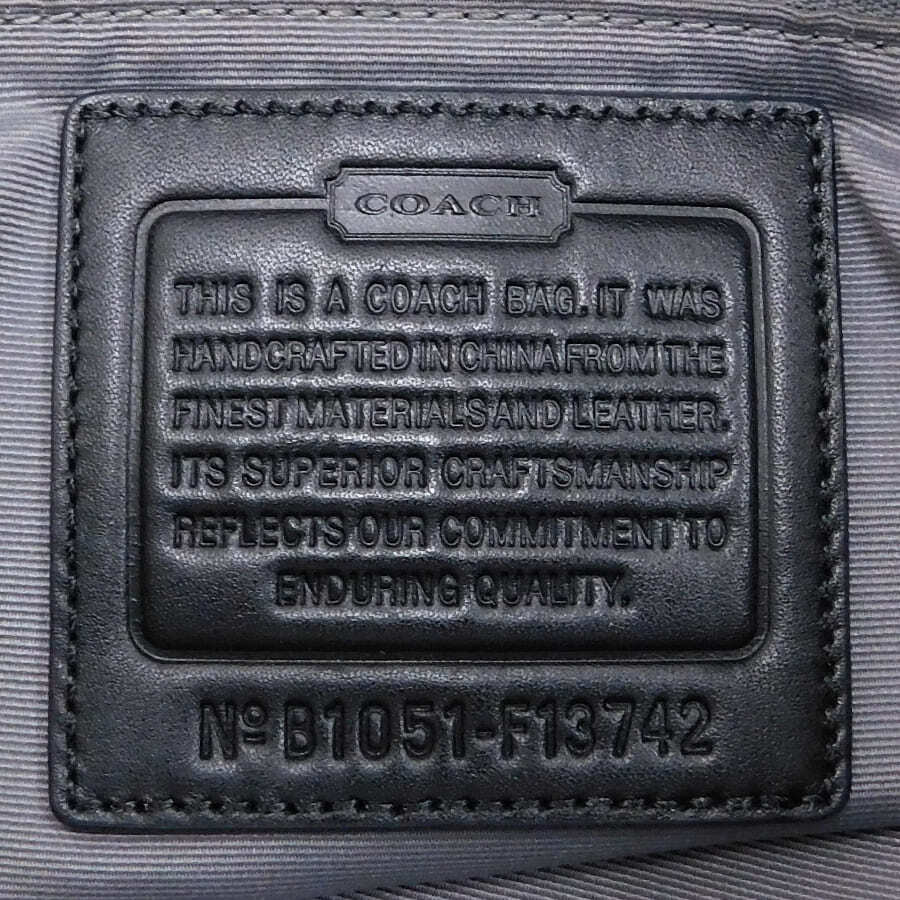 COACH
THIS IS A COACH BAG. IT WAS
HANDCRAFTED IN CHINA FROM THE
FINEST MATERIALS AND LEATHER.
ITS SUPERIOR CRAFTSMANSHIP
REFLECTS OUR COMMITMENT TO
ENDURING QUALITY.
Nº B1051-F13742